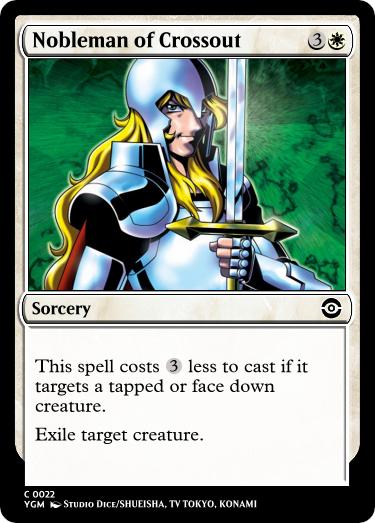 Nobleman of Crossout 3
Sorcery
This spell costs 3 less to cast if it
targets a tapped or face down
creature.
Exile target creature.
C 0022
YGM Studio Dice/SHUEISHA, TV TOKYO, KONAMI